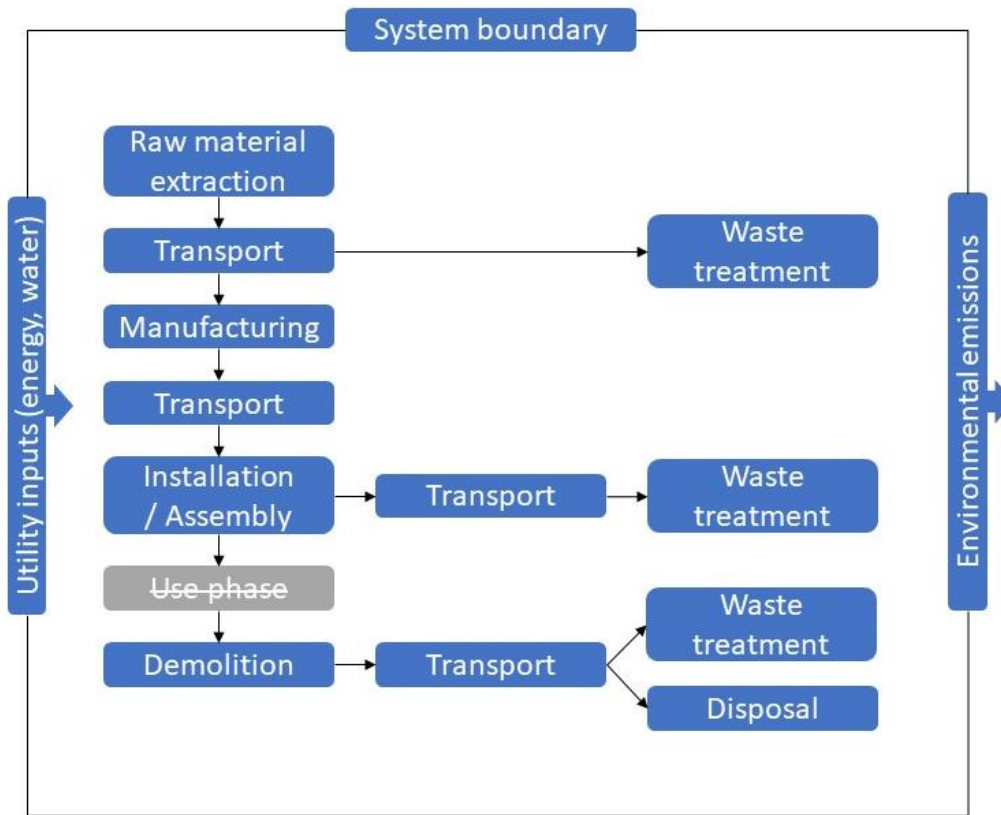 System boundary
Utility inputs (energy, water)
Raw material
extraction
Transport
Waste
treatment
Manufacturing
Transport
Installation
/ Assembly
Transport
Waste
treatment
Use phase
Demolition
Transport
Waste
treatment
Disposal
Environmental emissions